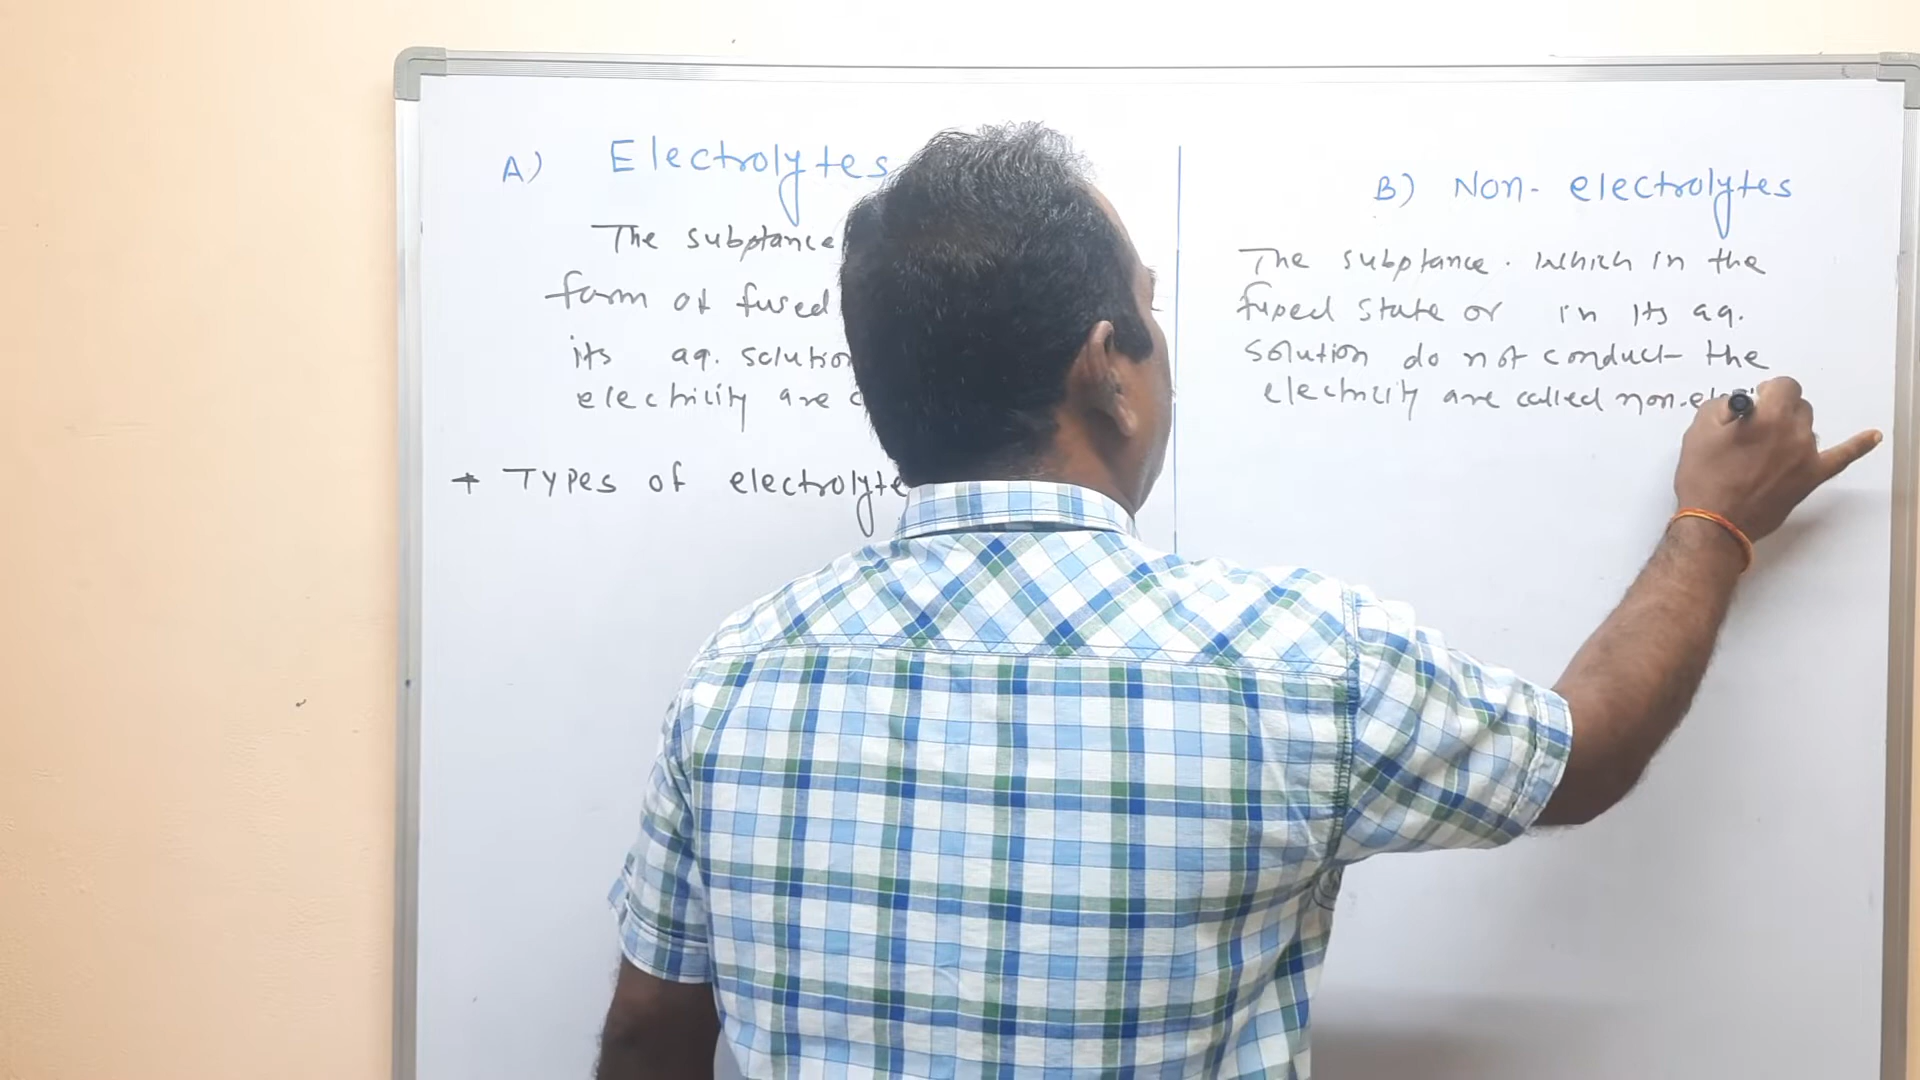 A) Electrolytes
The substance
form of fused
its aq. solution
electricity are
+ Types of electrolyte
B) Non-electrolytes
The substance. which in the
fused state or in its aq.
solution do not conduct the
electricity are called non-